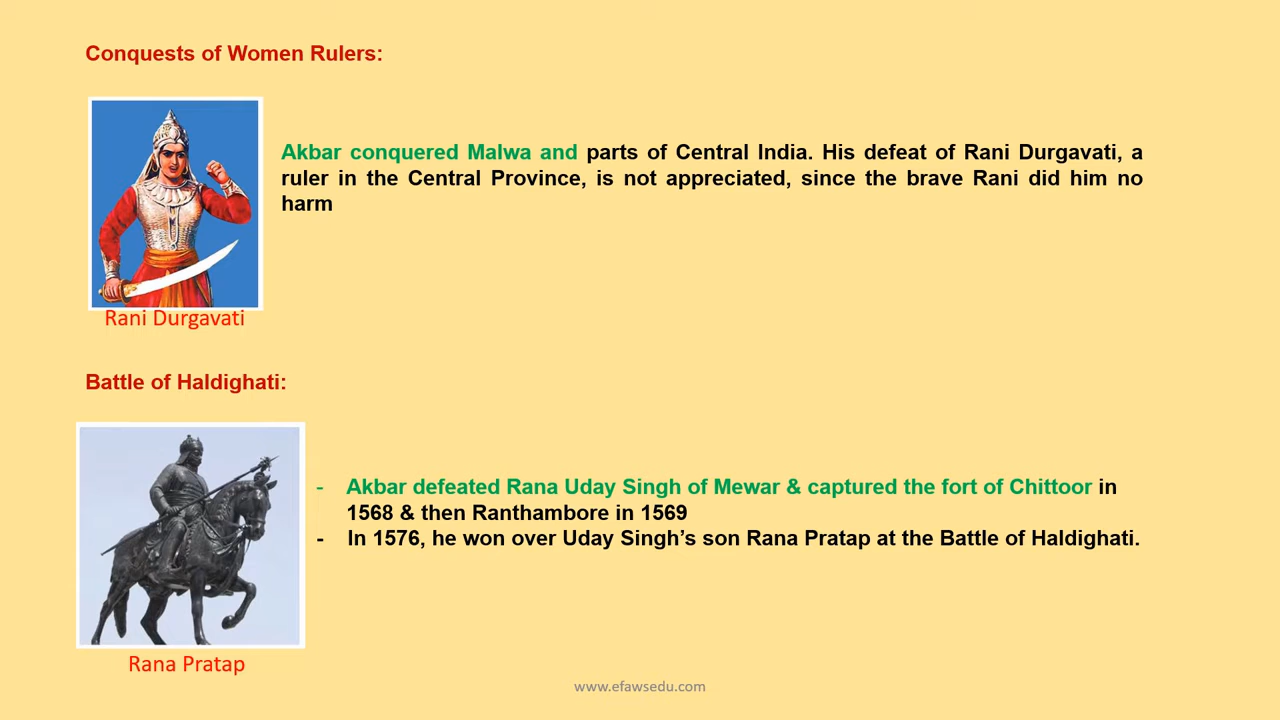 Conquests of Women Rulers:
Akbar conquered Malwa and parts of Central India. His defeat of Rani Durgavati, a
ruler in the Central Province, is not appreciated, since the brave Rani did him no
harm
Rani Durgavati
Battle of Haldighati:
- Akbar defeated Rana Uday Singh of Mewar & captured the fort of Chittoor in
1568 & then Ranthambore in 1569
- In 1576, he won over Uday Singh’s son Rana Pratap at the Battle of Haldighati.
Rana Pratap
www.efawsedu.com